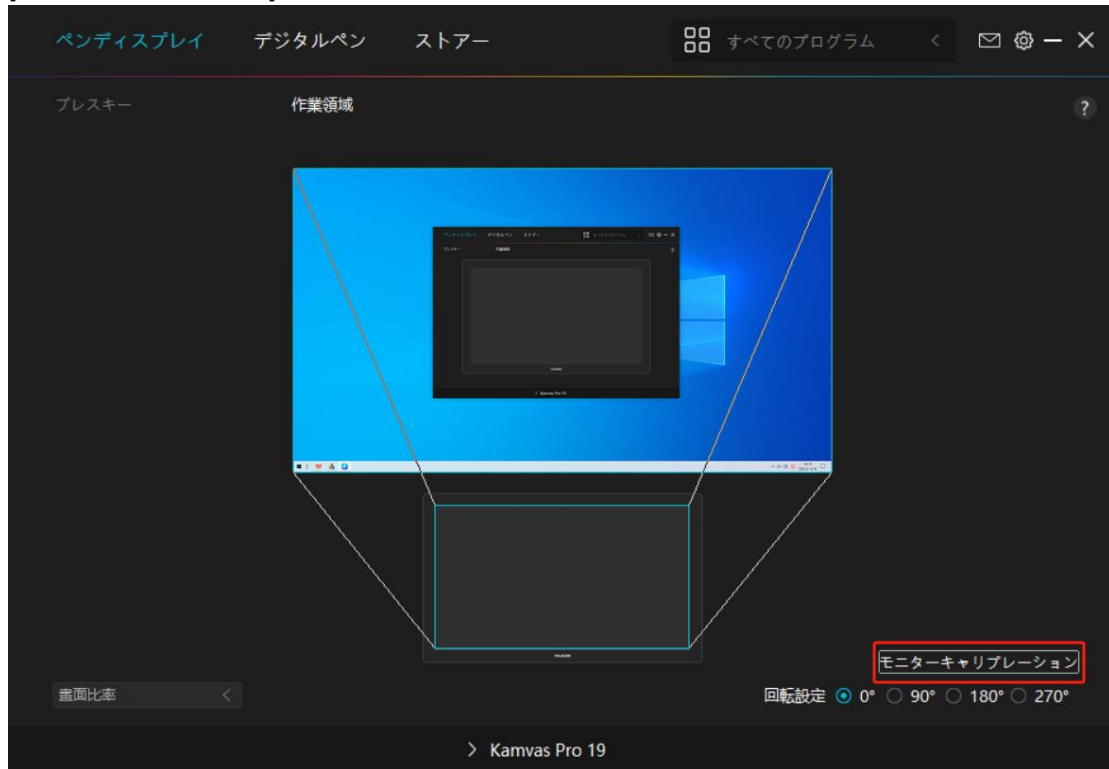 ペンディスプレイ デジタルペン ストアー すべてのプログラム
プレスキー 作業領域 ?
モニターキャリブレーション
畫面比率
回転設定 0° 90° 180° 270°
Kamvas Pro 19